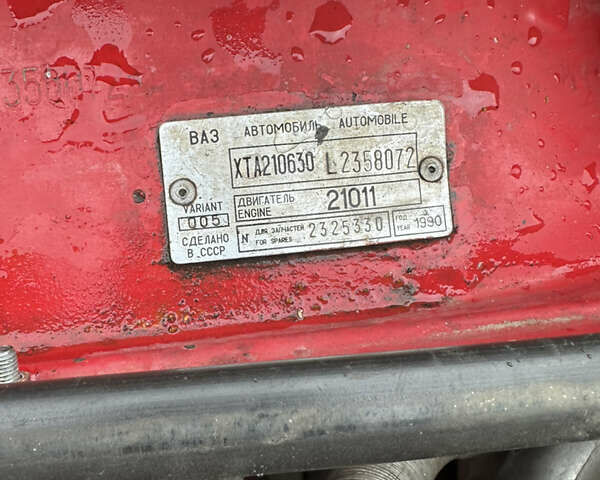 ВАЗ АВТОМОБИЛЬ AUTOMOBILE
XTA210630 L2358072
VARIANT ДВИГАТЕЛЬ ENGINE 21011
005
СДЕЛАНО В СССР
№ ДЛЯ ЗАПЧАСТЕЙ FOR SPARES 2325330 ГОД YEAR 1990